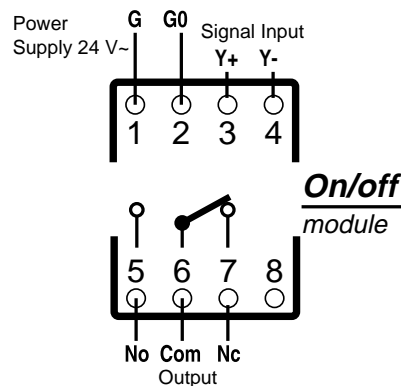 Power
Supply 24 V~
G G0
Signal Input
Y+ Y-
1 2 3 4
On/off
module
5 6 7 8
No Com Nc
Output